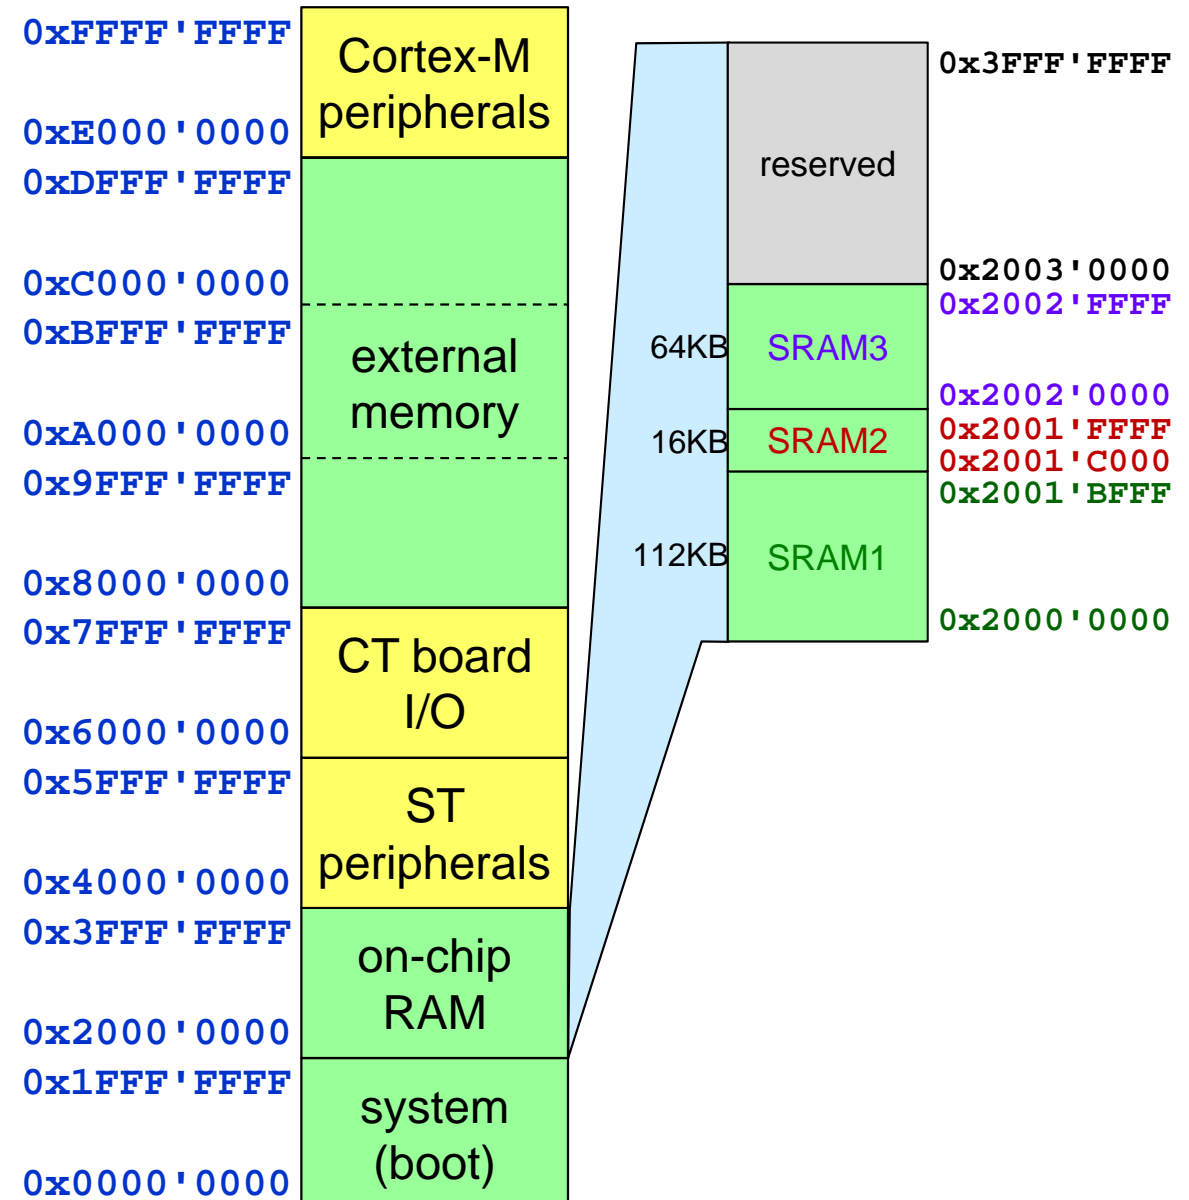 0xFFFF'FFFF
Cortex-M
peripherals
0xE000'0000
0xDFFF'FFFF
0xC000'0000
0xBFFF'FFFF
external
memory
0xA000'0000
0x9FFF'FFFF
0x8000'0000
0x7FFF'FFFF
CT board
I/O
0x6000'0000
0x5FFF'FFFF
ST
peripherals
0x4000'0000
0x3FFF'FFFF
on-chip
RAM
0x2000'0000
0x1FFF'FFFF
system
(boot)
0x0000'0000
0x3FFF'FFFF
reserved
0x2003'0000
0x2002'FFFF
64KB SRAM3
0x2002'0000
0x2001'FFFF
16KB SRAM2
0x2001'C000
0x2001'BFFF
112KB SRAM1
0x2000'0000